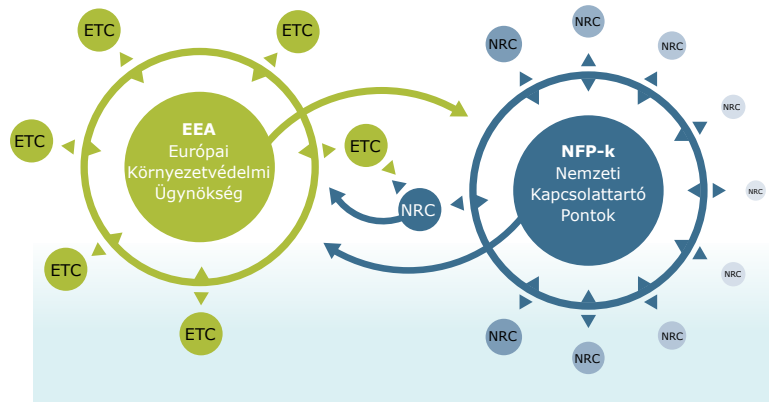 ETC
ETC
ETC
ETC
ETC
ETC
EEA
Európai
Környezetvédelmi
Ügynökség
NRC
NFP–k
Nemzeti
Kapcsolattartó
Pontok
NRC
NRC
NRC
NRC
NRC
NRC
NRC
NRC
NRC